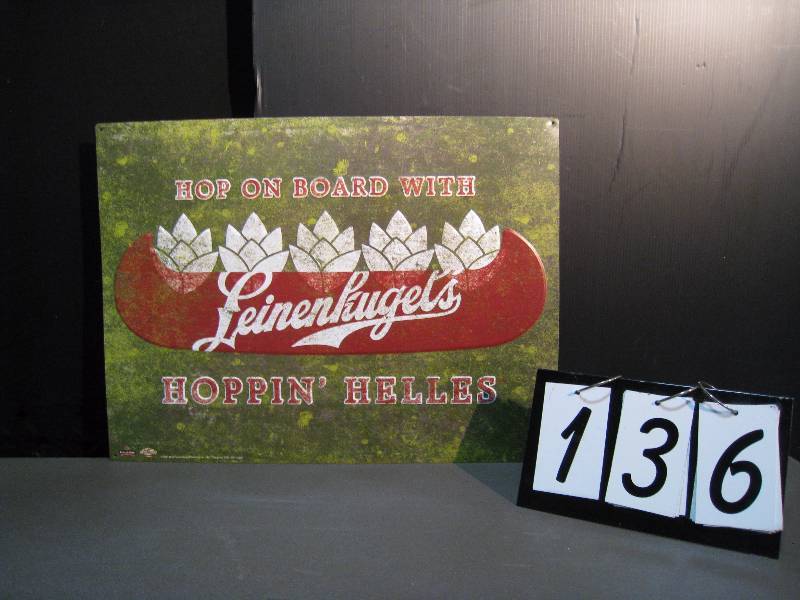 HOP ON BOARD WITH
Leinenkugel's
HOPPIN' HELLES
136